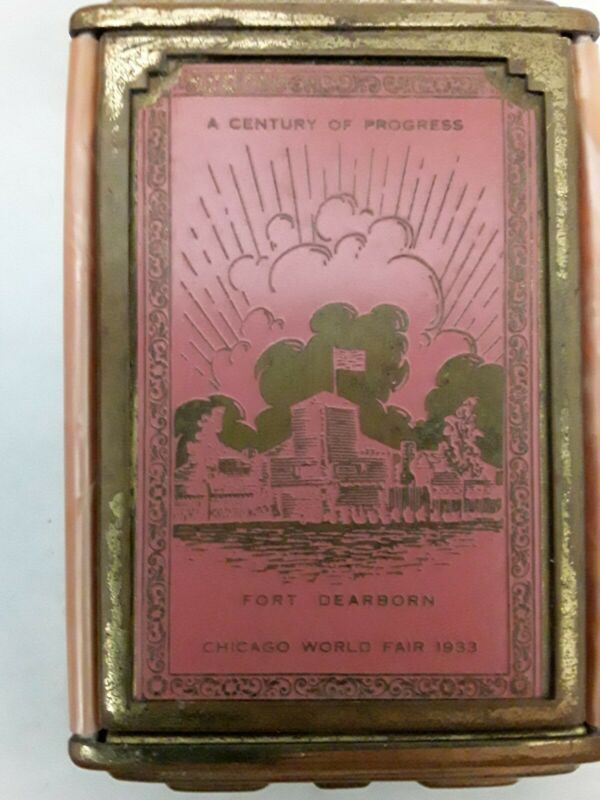 A CENTURY OF PROGRESS
FORT DEARBORN
CHICAGO WORLD FAIR 1933